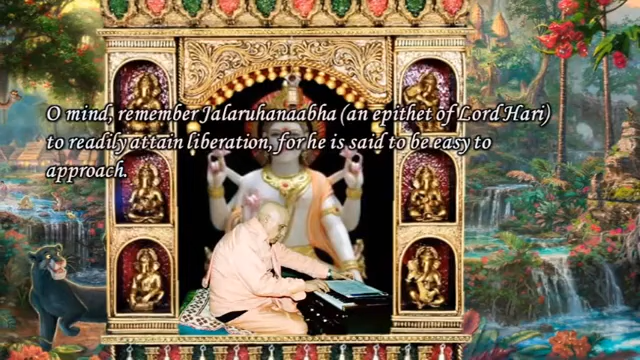 O mind, remember Jalaruhanaabha (an epithet of Lord Hari)
to readily attain liberation, for he is said to be easy to
approach.